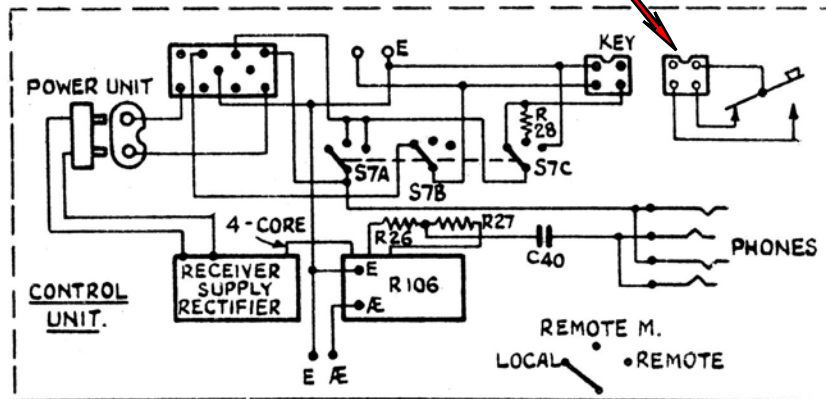 E
KEY
POWER UNIT
R
28
S7A
S7B
S7C
4-CORE
R26
R27
C40
PHONES
RECEIVER
SUPPLY
RECTIFIER
E
R106
Æ
CONTROL
UNIT.
REMOTE M.
LOCAL
REMOTE
E Æ